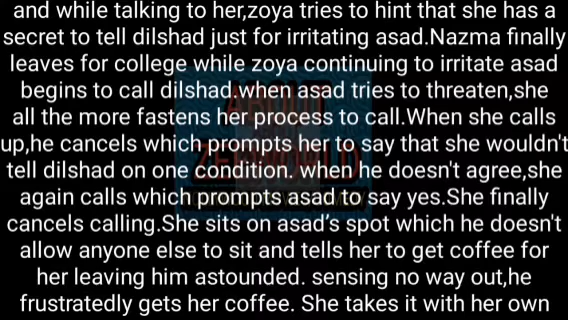 and while talking to her,zoya tries to hint that she has a
secret to tell dilshad just for irritating asad.Nazma finally
leaves for college while zoya continuing to irritate asad
begins to call dilshad.when asad tries to threaten,she
all the more fastens her process to call.When she calls
up,he cancels which prompts her to say that she wouldn't
tell dilshad on one condition. when he doesn't agree,she
again calls which prompts asad to say yes.She finally
cancels calling.She sits on asad’s spot which he doesn't
allow anyone else to sit and tells her to get coffee for
her leaving him astounded. sensing no way out,he
frustratedly gets her coffee. She takes it with her own
ABOUT